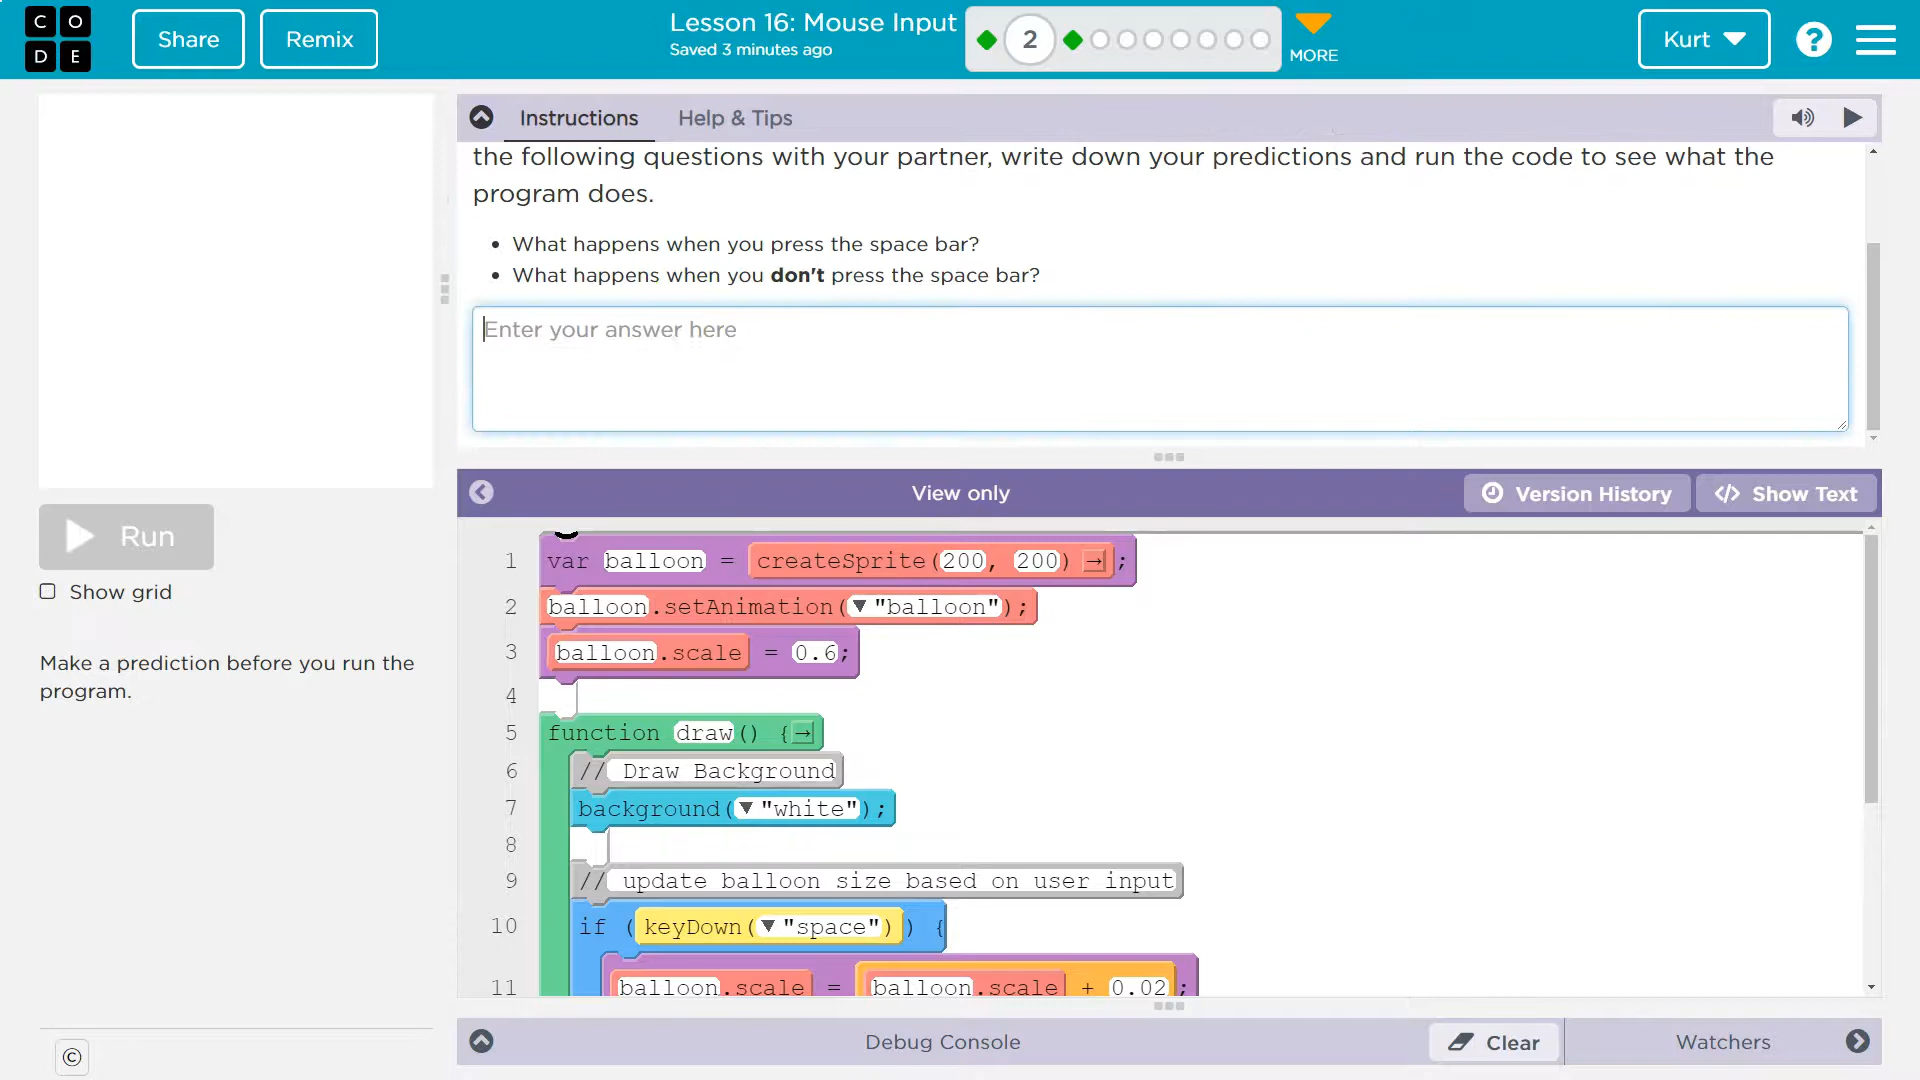 C O
D E
Share
Remix
Lesson 16: Mouse Input
Saved 3 minutes ago
2
MORE
Kurt
?
Instructions
Help & Tips
the following questions with your partner, write down your predictions and run the code to see what the
program does.
• What happens when you press the space bar?
• What happens when you don't press the space bar?
Enter your answer here
Run
Show grid
Make a prediction before you run the
program.
©
View only
Version History
</> Show Text
1 var balloon = createSprite(200, 200) → ;
2 balloon.setAnimation(▼"balloon");
3 balloon.scale = 0.6;
4
5 function draw() {→
6 // Draw Background
7 background(▼"white");
8
9 // update balloon size based on user input
10 if (keyDown(▼"space")) {
11 balloon.scale = balloon.scale + 0.02;
Debug Console
Clear
Watchers